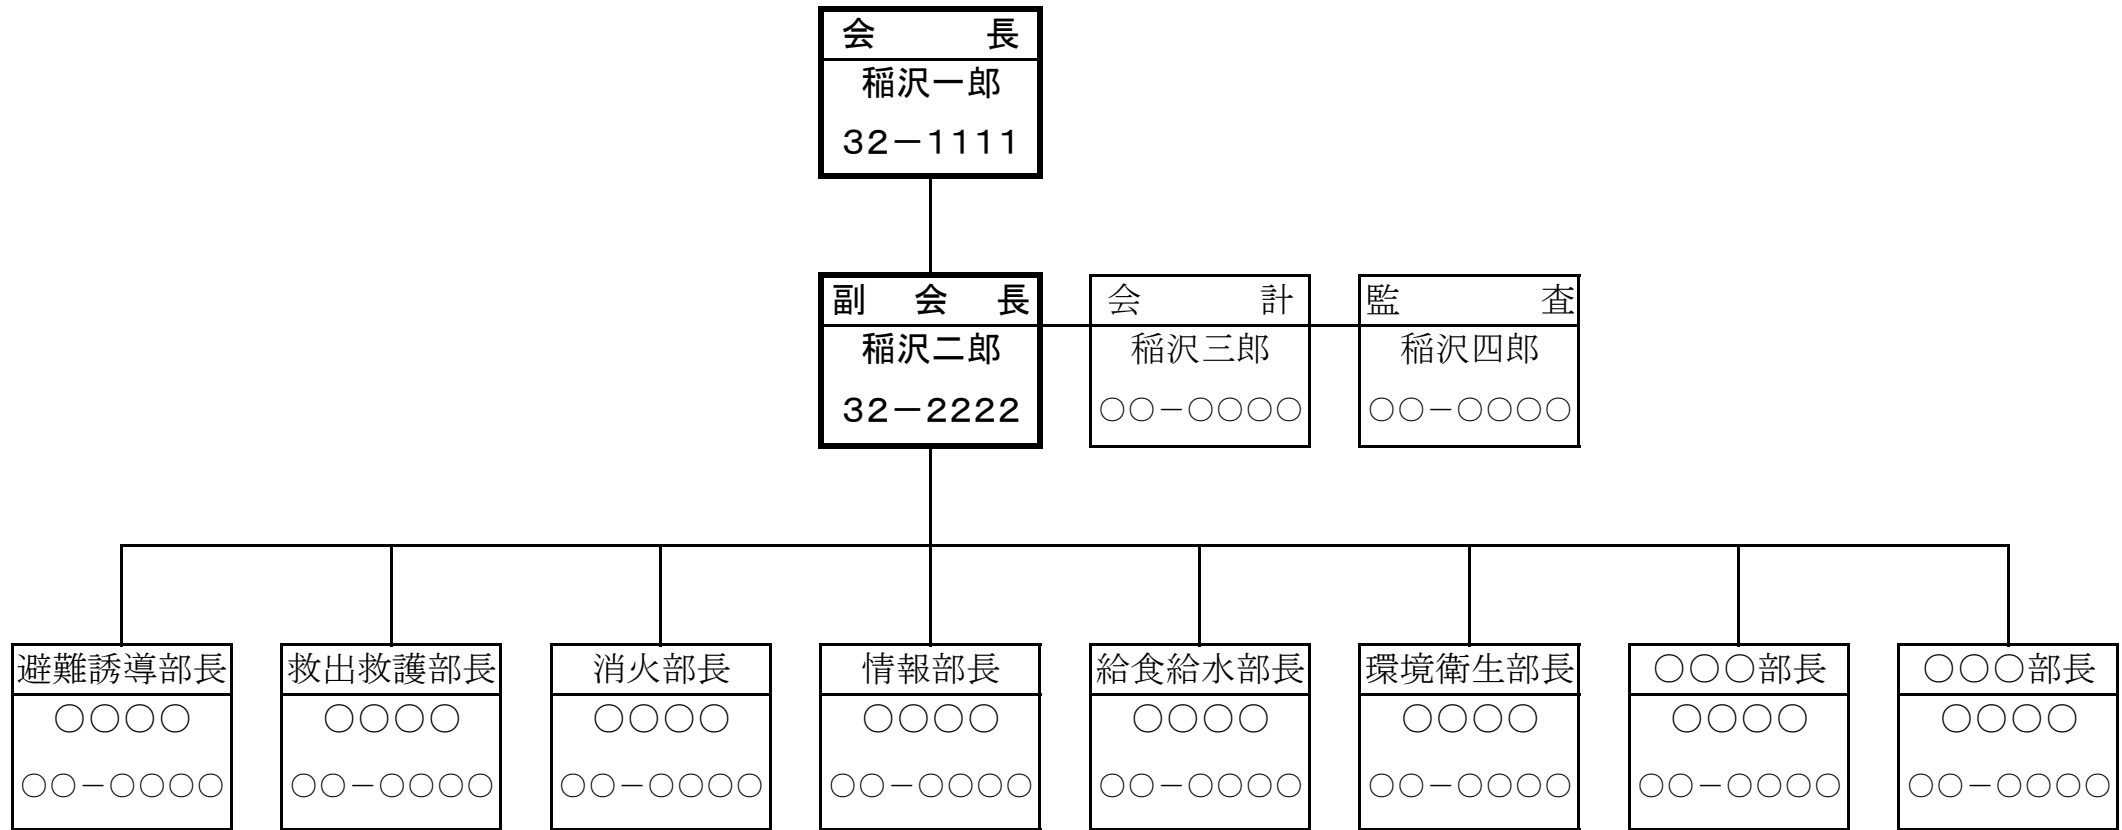 会　　　長
稲沢一郎
32－1111
副　会　長
稲沢二郎
32－2222
会　　　計
稲沢三郎
○○－○○○○
監　　　査
稲沢四郎
○○－○○○○
避難誘導部長
○○○○
○○－○○○○
救出救護部長
○○○○
○○－○○○○
消火部長
○○○○
○○－○○○○
情報部長
○○○○
○○－○○○○
給食給水部長
○○○○
○○－○○○○
環境衛生部長
○○○○
○○－○○○○
○○○部長
○○○○
○○－○○○○
○○○部長
○○○○
○○－○○○○